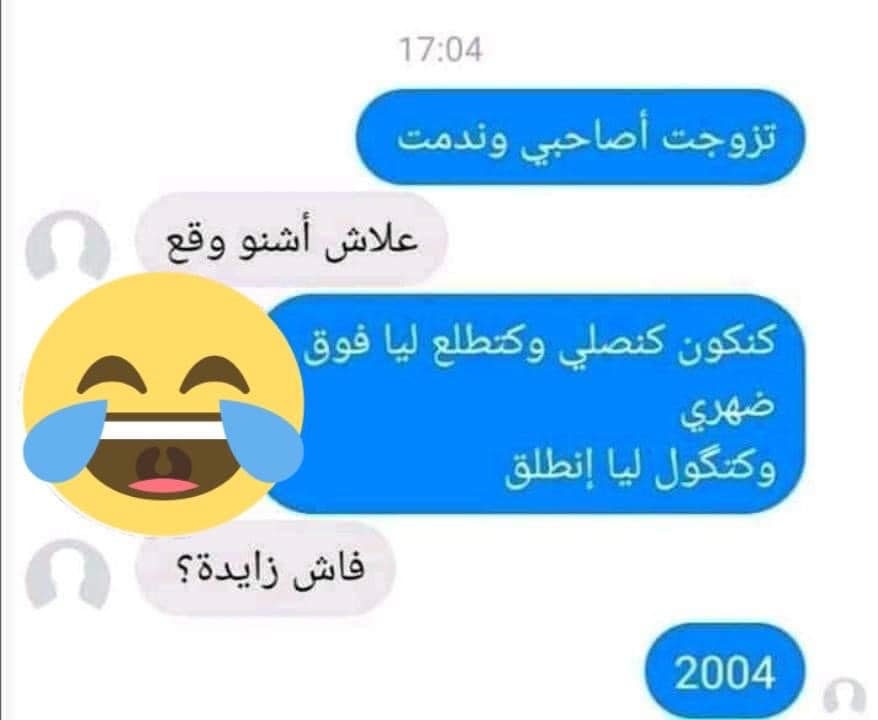 17:04
تزوجت أصاحبي وندمت
علاش أشنو وقع
كنكون كنصلي وكتطلع ليا فوق
ضهري
وكتگول ليا إنطلق
فاش زايدة؟
2004